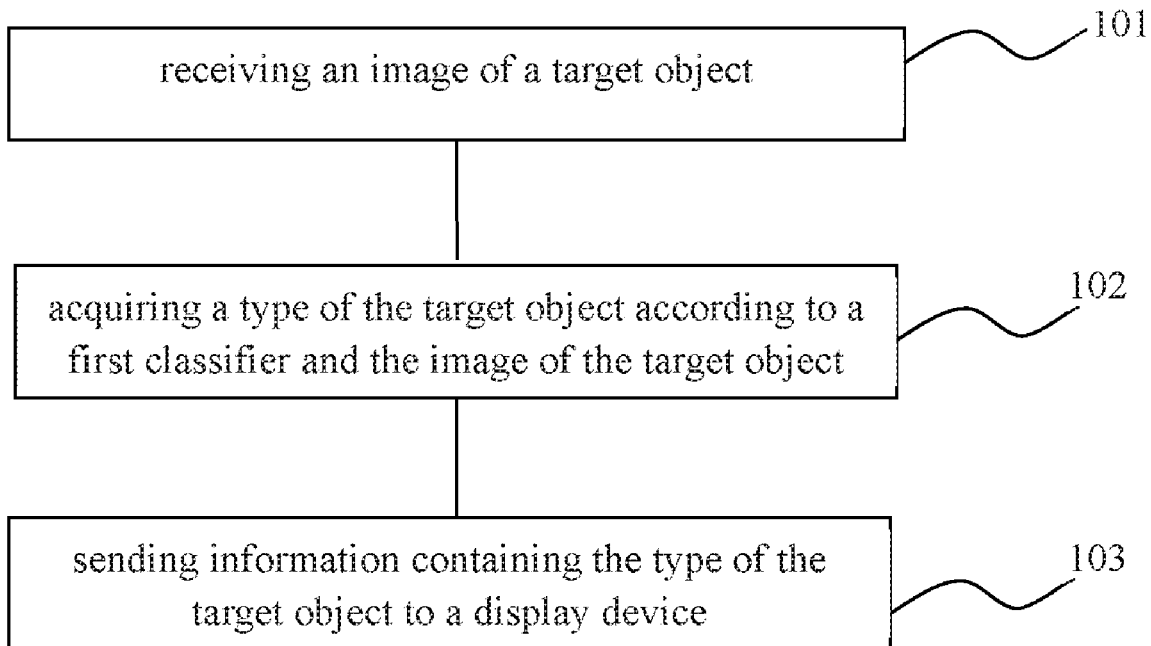 receiving an image of a target object
101
acquiring a type of the target object according to a
first classifier and the image of the target object
102
sending information containing the type of the
target object to a display device
103